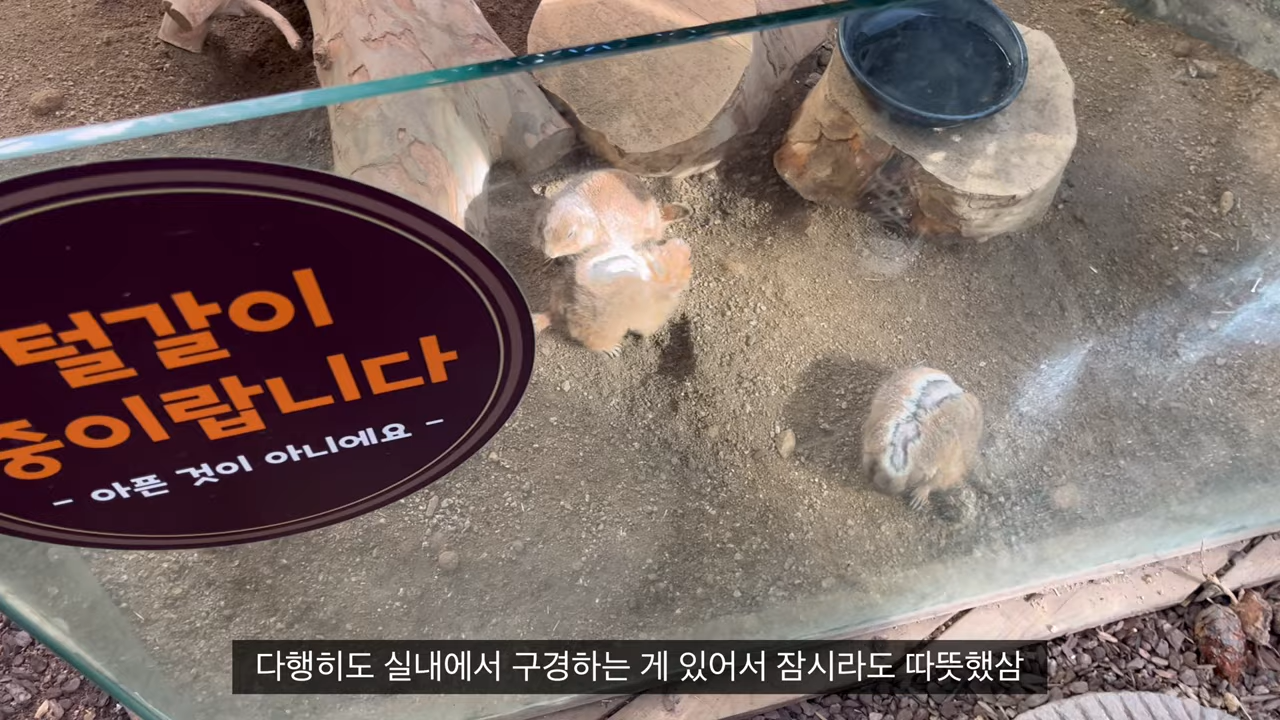 털갈이
중이랍니다
- 아픈 것이 아니에요 -
다행히도 실내에서 구경하는 게 있어서 잠시라도 따뜻했삼